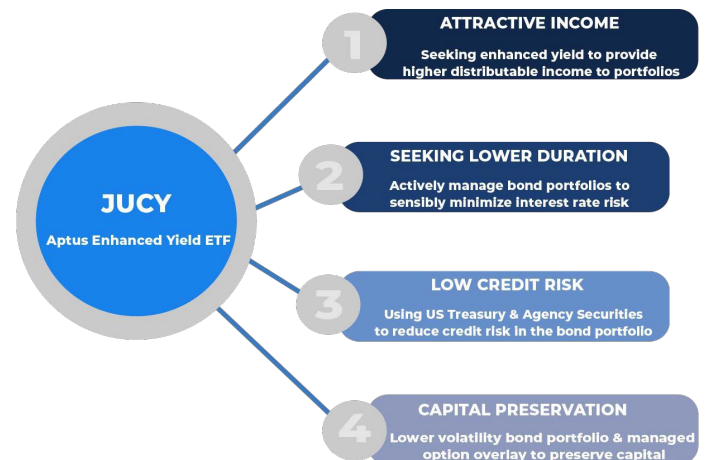 JUCY
Aptus Enhanced Yield ETF
1
ATTRACTIVE INCOME
Seeking enhanced yield to provide
higher distributable income to portfolios
2
SEEKING LOWER DURATION
Actively manage bond portfolios to
sensibly minimize interest rate risk
3
LOW CREDIT RISK
Using US Treasury & Agency Securities
to reduce credit risk in the bond portfolio
4
CAPITAL PRESERVATION
Lower volatility bond portfolio & managed
option overlay to preserve capital